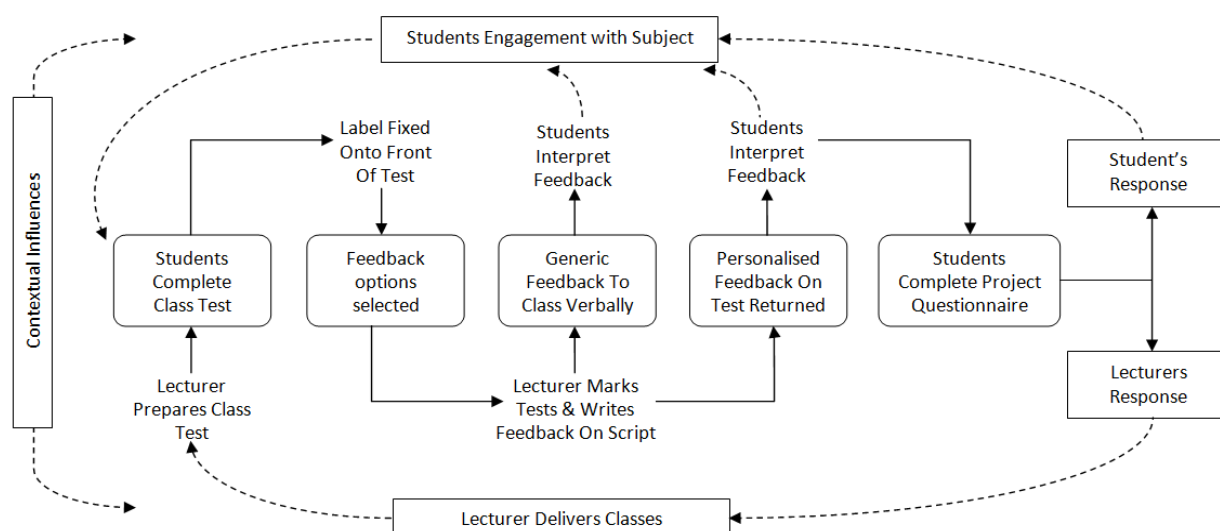 Students Engagement with Subject
Contextual Influences
Label Fixed
Onto Front
Of Test
Students
Interpret
Feedback
Students
Interpret
Feedback
Student's
Response
Students
Complete
Class Test
Feedback
options
selected
Generic
Feedback To
Class Verbally
Personalised
Feedback On
Test Returned
Students
Complete Project
Questionnaire
Lecturer
Prepares Class
Test
Lecturer Marks
Tests & Writes
Feedback On Script
Lecturers
Response
Lecturer Delivers Classes